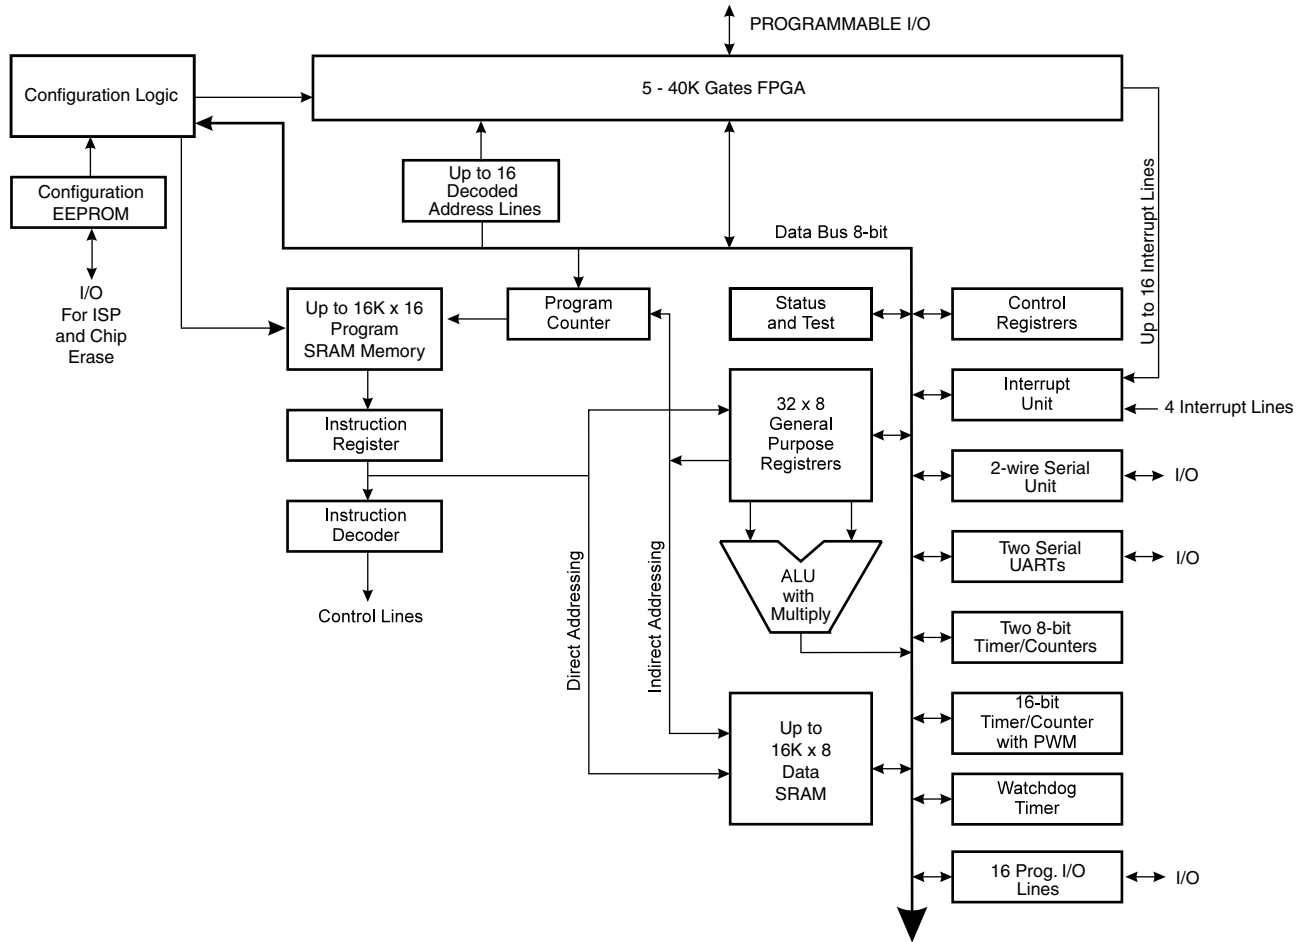 PROGRAMMABLE I/O
Configuration Logic
5 - 40K Gates FPGA
Configuration
EEPROM
Up to 16
Decoded
Address Lines
Data Bus 8-bit
Up to 16 Interrupt Lines
I/O
For ISP
and Chip
Erase
Up to 16K x 16
Program
SRAM Memory
Program
Counter
Status
and Test
Control
Registrers
Interrupt
Unit
4 Interrupt Lines
Instruction
Register
32 x 8
General
Purpose
Registrers
2-wire Serial
Unit
I/O
Instruction
Decoder
Control Lines
Direct Addressing
Indirect Addressing
ALU
with
Multiply
Two Serial
UARTs
I/O
Two 8-bit
Timer/Counters
Up to
16K x 8
Data
SRAM
16-bit
Timer/Counter
with PWM
Watchdog
Timer
16 Prog. I/O
Lines
I/O